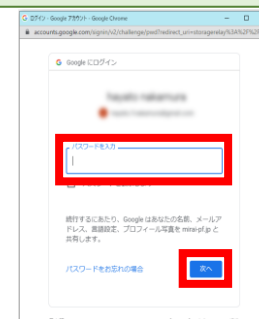 ログイン - Google アカウント - Google Chrome
accounts.google.com/signin/v2/challenge/pwd?redirect_uri=storagerelay%3A%2F%2F
G Google にログイン
パスワードを入力
続行するにあたり、Google はあなたの名前、メールア
ドレス、言語設定、プロフィール写真を mirai-pf.jp と
共有します。
パスワードをお忘れの場合
次へ